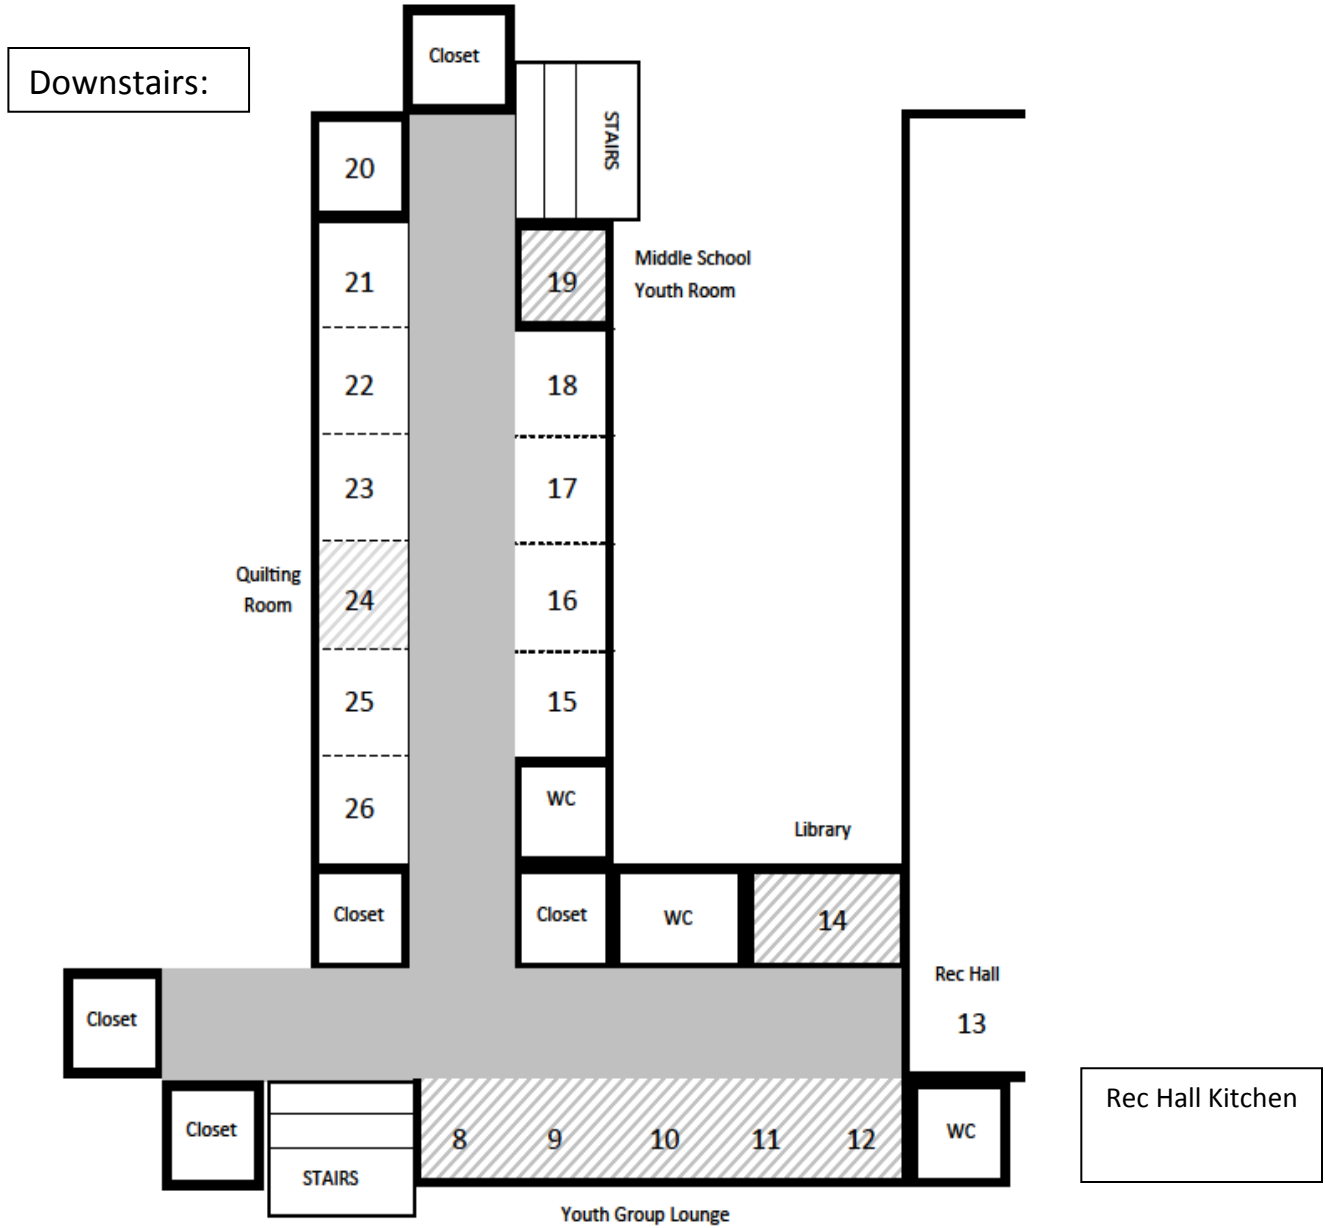 Closet
Downstairs:
STAIRS
20
19
Middle School
Youth Room
21
22
18
23
17
Quilting
Room
24
16
25
15
26
WC
Library
Closet
Closet
WC
14
Rec Hall
13
Closet
Rec Hall Kitchen
Closet
STAIRS
8
9
10
11
12
WC
Youth Group Lounge